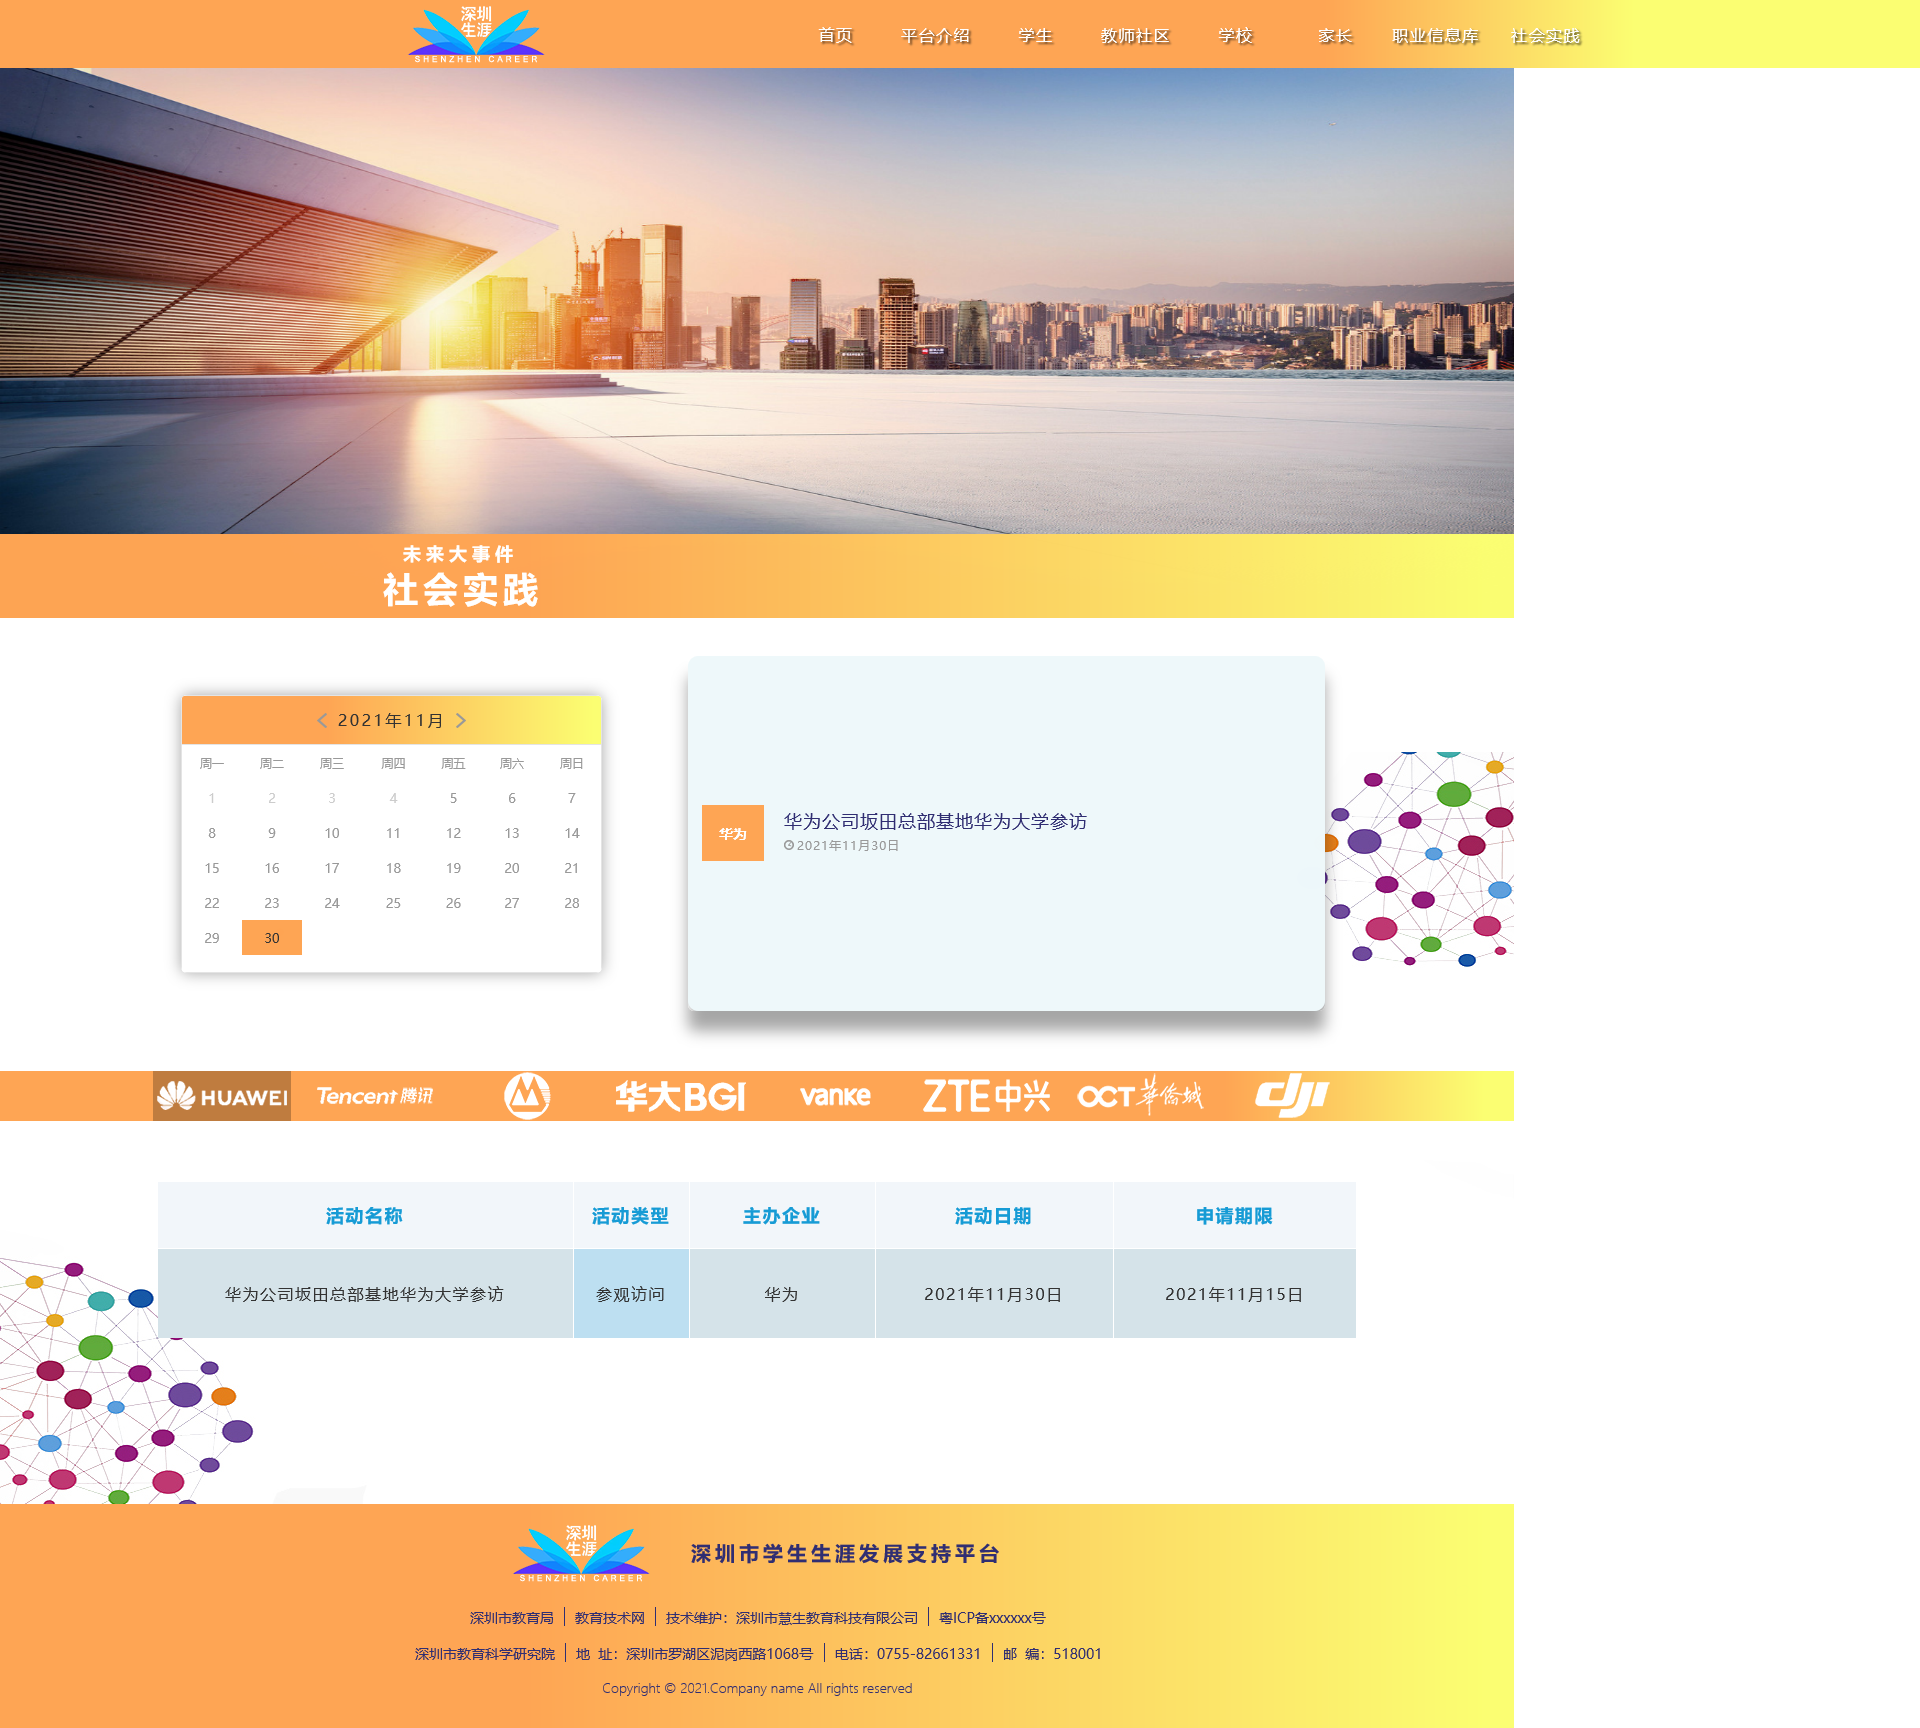 深圳
生涯
SHENZHEN CAREER
首页 平台介绍 学生 教师社区 学校 家长 职业信息库 社会实践
未来大事件
社会实践
2021年11月
周一 周二 周三 周四 周五 周六 周日
1 2 3 4 5 6 7
8 9 10 11 12 13 14
15 16 17 18 19 20 21
22 23 24 25 26 27 28
29 30
华为
华为公司坂田总部基地华为大学参访
2021年11月30日
HUAWEI Tencent 腾讯 华大BGI vanke ZTE中兴 OCT華僑城 dji
活动名称 活动类型 主办企业 活动日期 申请期限
华为公司坂田总部基地华为大学参访 参观访问 华为 2021年11月30日 2021年11月15日
深圳
生涯
SHENZHEN CAREER
深圳市学生生涯发展支持平台
深圳市教育局 教育技术网 技术维护：深圳市慧生教育科技有限公司 粤ICP备xxxxxx号
深圳市教育科学研究院 地 址：深圳市罗湖区泥岗西路1068号 电话：0755-82661331 邮 编：518001
Copyright © 2021.Company name All rights reserved